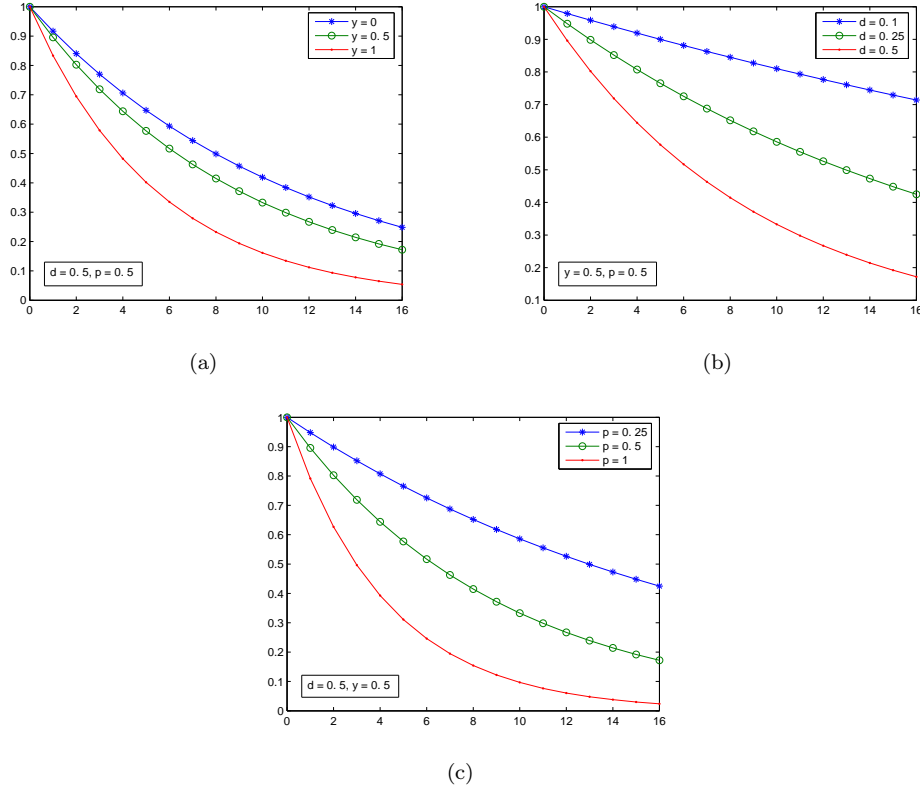 1
0.9
0.8
0.7
0.6
0.5
0.4
0.3
0.2
0.1
0
0 2 4 6 8 10 12 14 16
y = 0
y = 0. 5
y = 1
d = 0. 5, p = 0. 5
(a)
1
0.9
0.8
0.7
0.6
0.5
0.4
0.3
0.2
0.1
0 2 4 6 8 10 12 14 16
d = 0. 1
d = 0. 25
d = 0. 5
y = 0. 5, p = 0. 5
(b)
1
0.9
0.8
0.7
0.6
0.5
0.4
0.3
0.2
0.1
0
0 2 4 6 8 10 12 14 16
p = 0. 25
p = 0. 5
p = 1
d = 0. 5, y = 0. 5
(c)